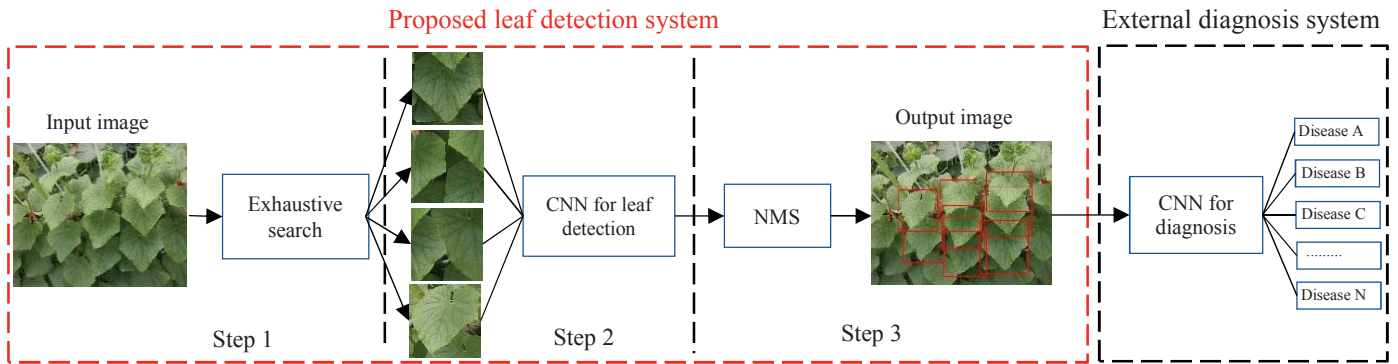 Proposed leaf detection system
External diagnosis system
Input image
Exhaustive
search
CNN for leaf
detection
NMS
Output image
CNN for
diagnosis
Disease A
Disease B
Disease C
.........
Disease N
Step 1
Step 2
Step 3